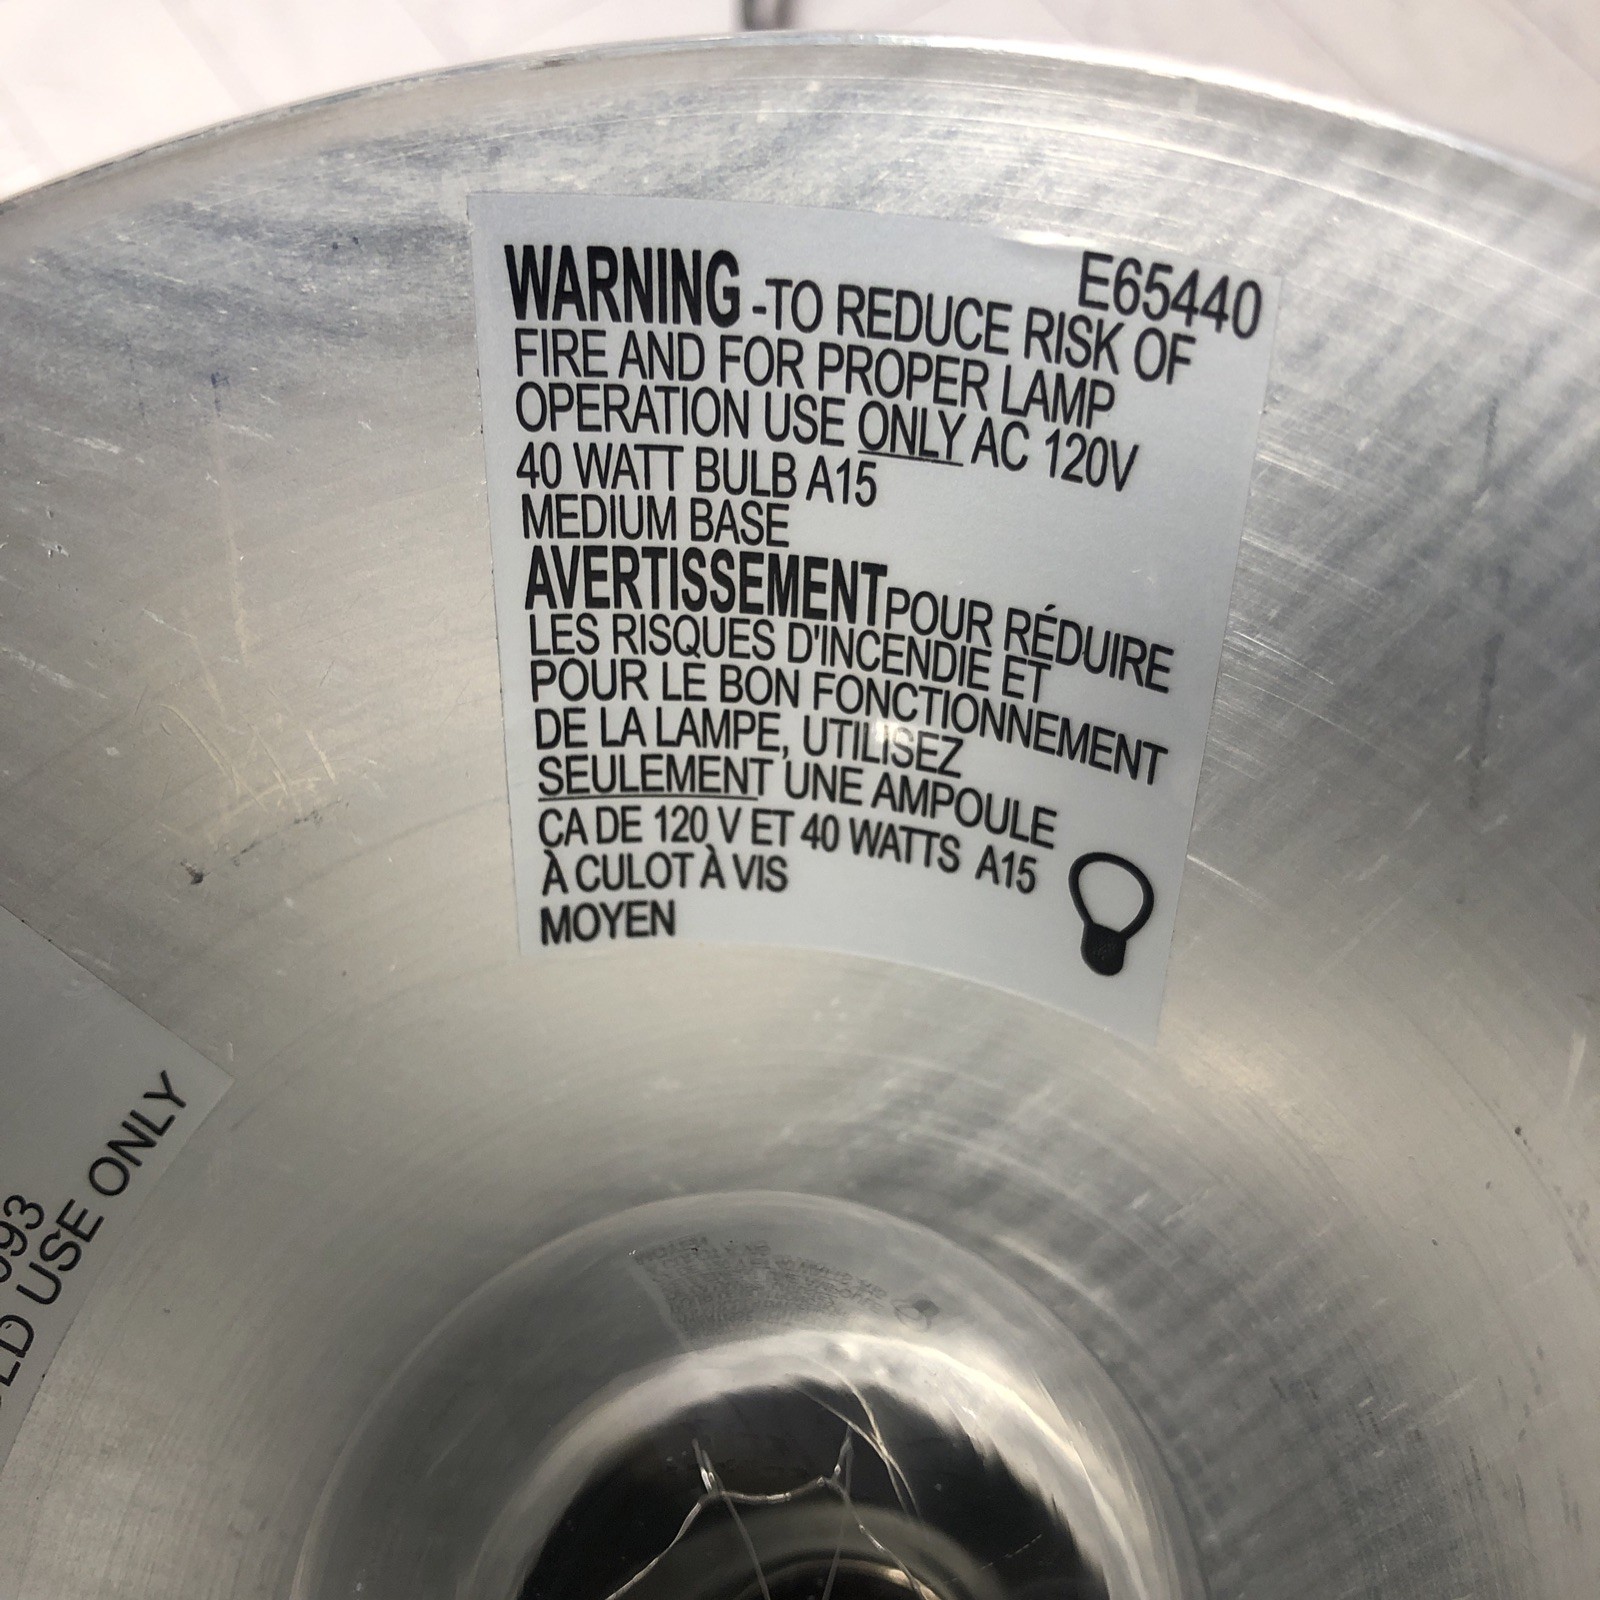 E65440
WARNING -TO REDUCE RISK OF
FIRE AND FOR PROPER LAMP
OPERATION USE ONLY AC 120V
40 WATT BULB A15
MEDIUM BASE
AVERTISSEMENT POUR RÉDUIRE
LES RISQUES D'INCENDIE ET
POUR LE BON FONCTIONNEMENT
DE LA LAMPE, UTILISEZ
SEULEMENT UNE AMPOULE
CA DE 120 V ET 40 WATTS A15
À CULOT À VIS
MOYEN
093
USE ONLY